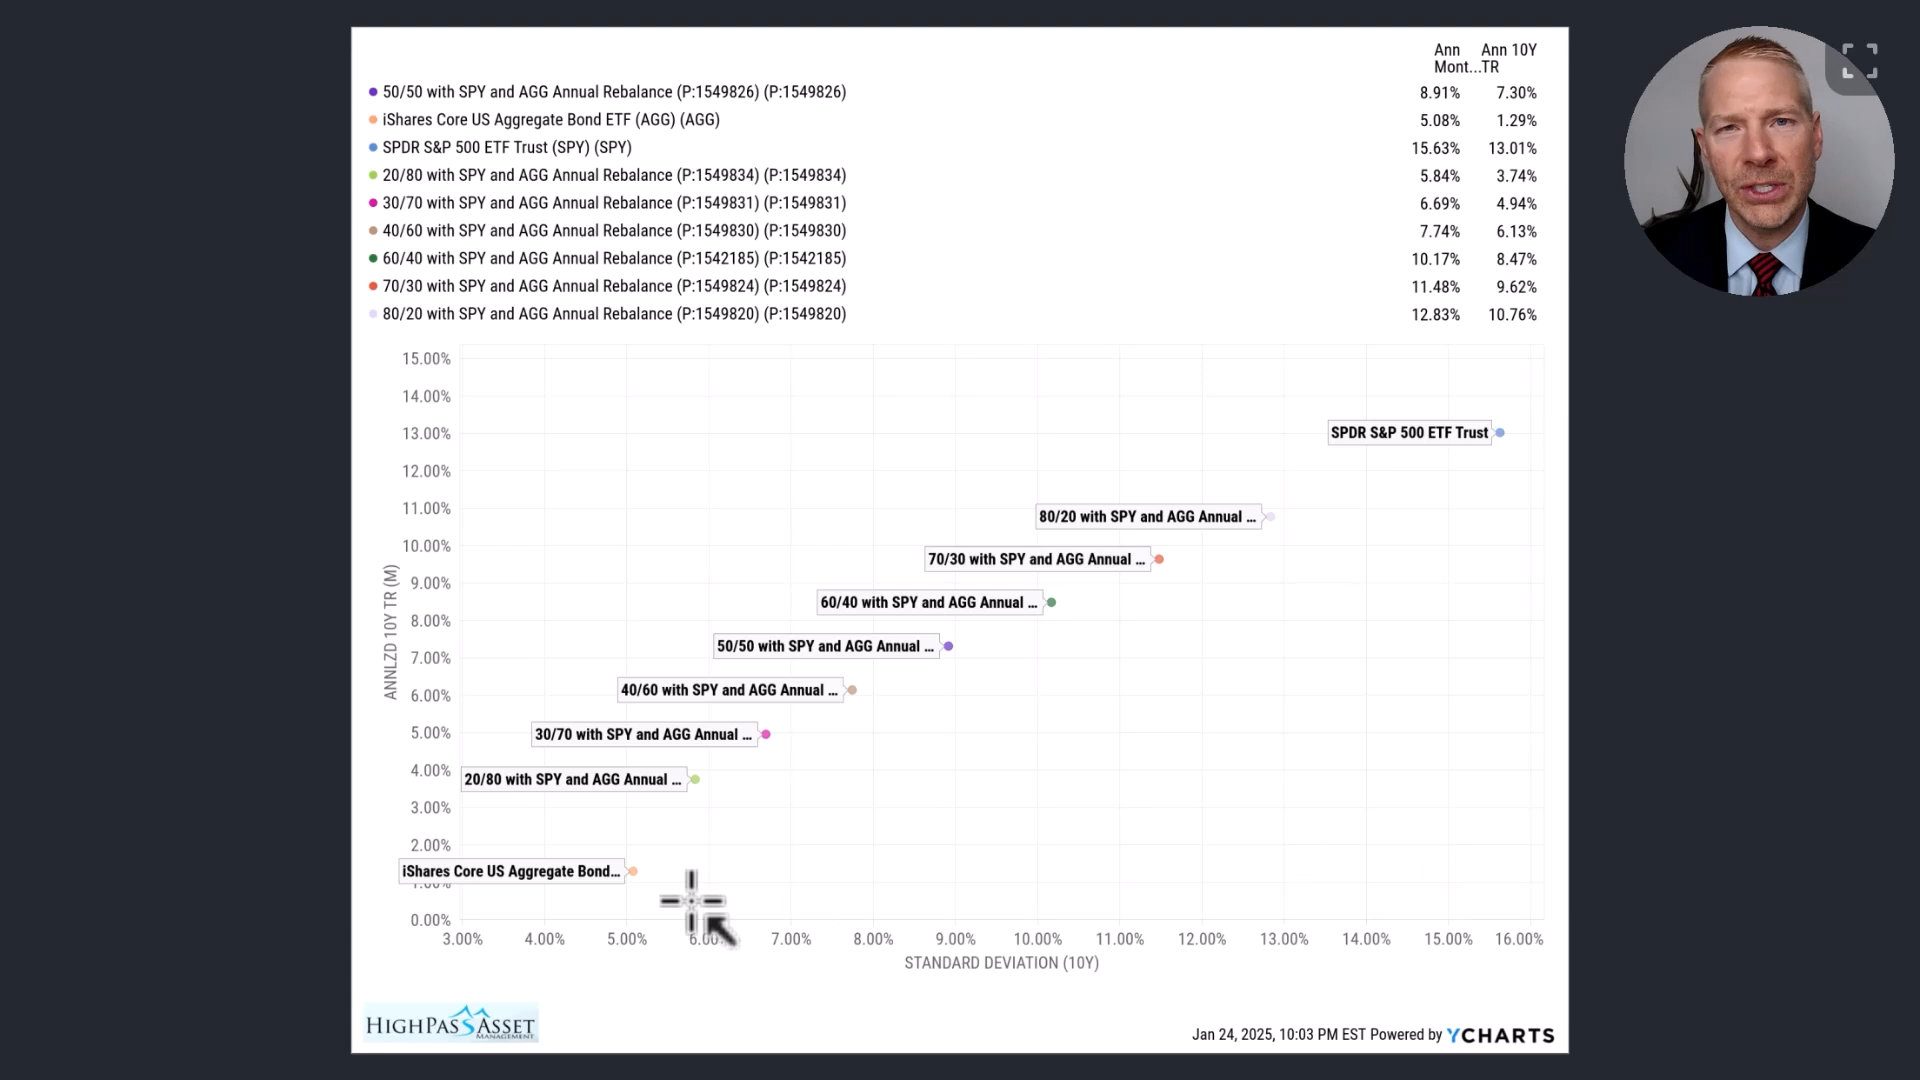 Ann Ann 10Y
Mont...TR
50/50 with SPY and AGG Annual Rebalance (P:1549826) (P:1549826) 8.91% 7.30%
iShares Core US Aggregate Bond ETF (AGG) (AGG) 5.08% 1.29%
SPDR S&P 500 ETF Trust (SPY) (SPY) 15.63% 13.01%
20/80 with SPY and AGG Annual Rebalance (P:1549834) (P:1549834) 5.84% 3.74%
30/70 with SPY and AGG Annual Rebalance (P:1549831) (P:1549831) 6.69% 4.94%
40/60 with SPY and AGG Annual Rebalance (P:1549830) (P:1549830) 7.74% 6.13%
60/40 with SPY and AGG Annual Rebalance (P:1542185) (P:1542185) 10.17% 8.47%
70/30 with SPY and AGG Annual Rebalance (P:1549824) (P:1549824) 11.48% 9.62%
80/20 with SPY and AGG Annual Rebalance (P:1549820) (P:1549820) 12.83% 10.76%
15.00%
14.00%
13.00% SPDR S&P 500 ETF Trust
12.00%
11.00%
80/20 with SPY and AGG Annual ...
10.00%
70/30 with SPY and AGG Annual ...
9.00%
60/40 with SPY and AGG Annual ...
8.00%
50/50 with SPY and AGG Annual ...
7.00%
40/60 with SPY and AGG Annual ...
6.00%
5.00% 30/70 with SPY and AGG Annual ...
4.00%
20/80 with SPY and AGG Annual ...
3.00%
2.00%
iShares Core US Aggregate Bond...
0.00%
ANNLZD 10Y TR (M)
3.00% 4.00% 5.00% 7.00% 8.00% 9.00% 10.00% 11.00% 12.00% 13.00% 14.00% 15.00% 16.00%
STANDARD DEVIATION (10Y)
HIGHPASS ASSET
MANAGEMENT
Jan 24, 2025, 10:03 PM EST Powered by YCHARTS